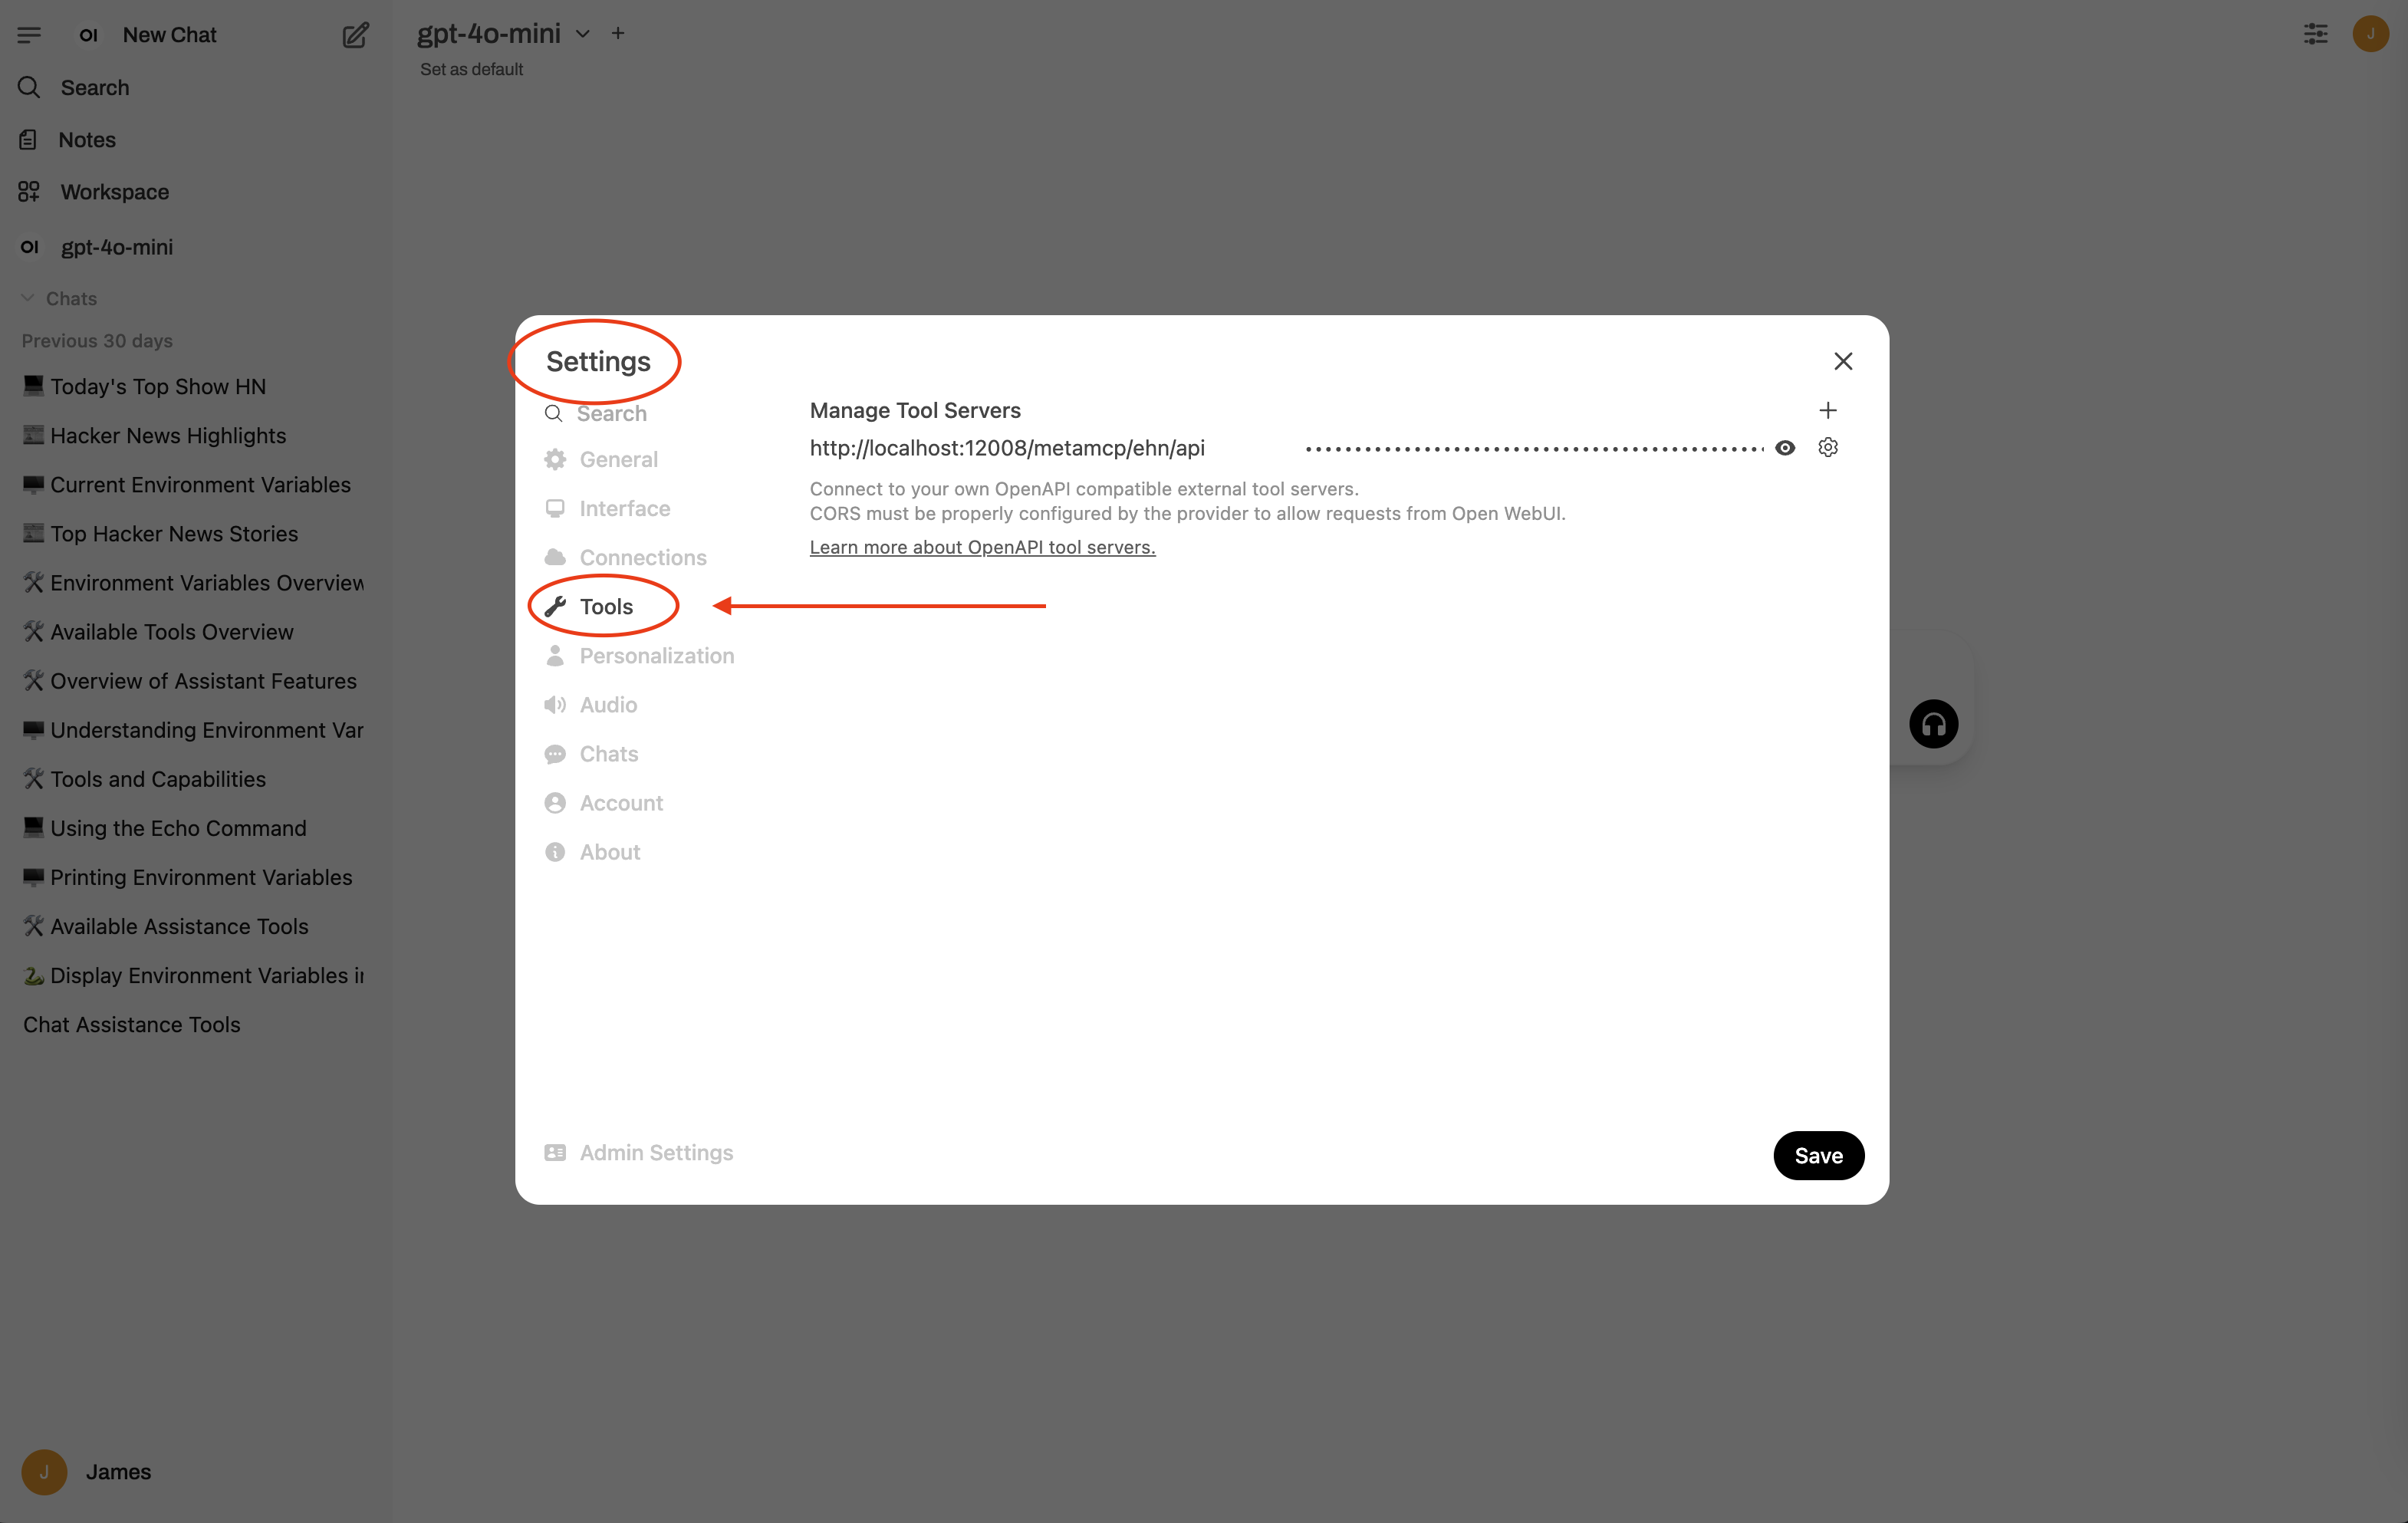 OI New Chat
Search
Notes
Workspace
OI gpt-4o-mini
Chats
Previous 30 days
Today's Top Show HN
Hacker News Highlights
Current Environment Variables
Top Hacker News Stories
Environment Variables Overview
Available Tools Overview
Overview of Assistant Features
Understanding Environment Var
Tools and Capabilities
Using the Echo Command
Printing Environment Variables
Available Assistance Tools
Display Environment Variables in
Chat Assistance Tools
J James
gpt-4o-mini
Set as default
J
Settings
Search
General
Interface
Connections
Tools
Personalization
Audio
Chats
Account
About
Admin Settings
Manage Tool Servers
http://localhost:12008/metamcp/ehn/api
Connect to your own OpenAPI compatible external tool servers.
CORS must be properly configured by the provider to allow requests from Open WebUI.
Learn more about OpenAPI tool servers.
Save